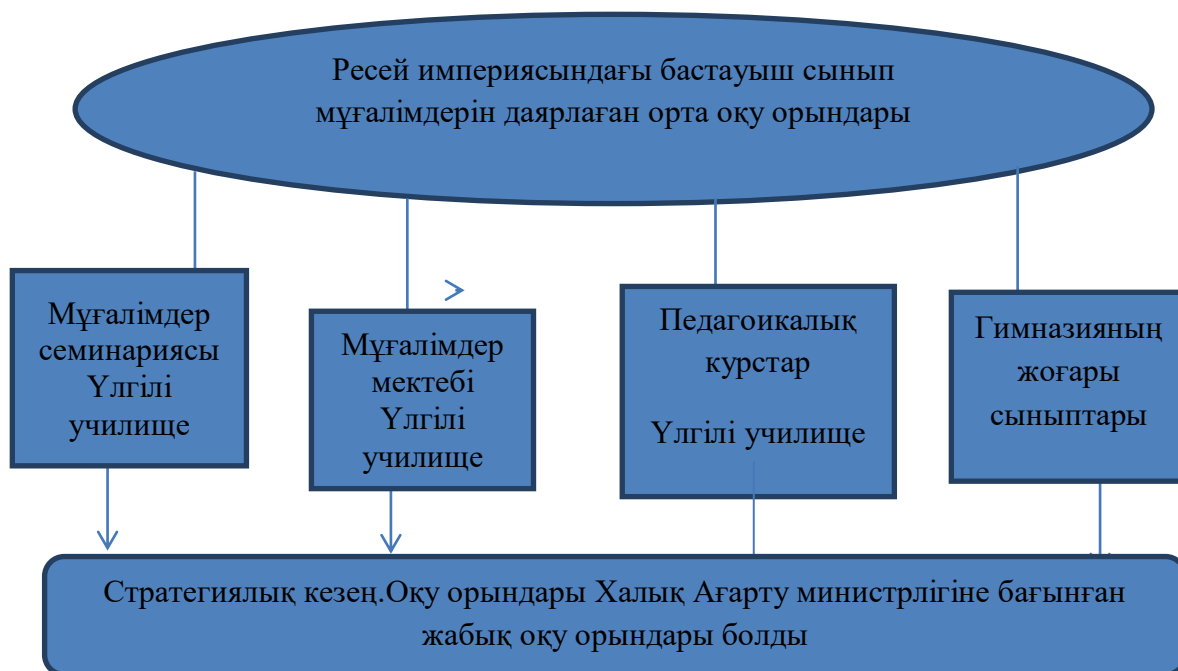 Ресей империясындағы бастауыш сынып
мұғалімдерін даярлаған орта оқу орындары
Мұғалімдер
семинариясы
Үлгілі
училище
Мұғалімдер
мектебі
Үлгілі
училище
Педагоикалық
курстар
Үлгілі училище
Гимназияның
жоғары
сыныптары
Стратегиялық кезең.Оқу орындары Халық Ағарту министрлігіне бағынған
жабық оқу орындары болды